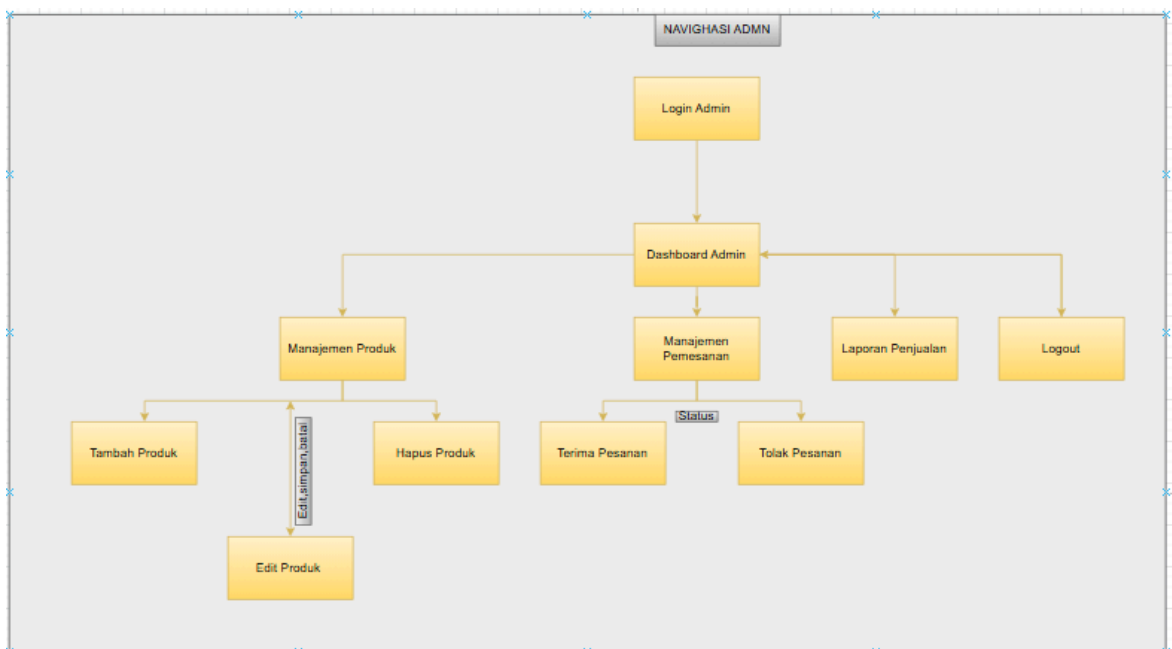 NAVIGHASI ADMN
Login Admin
Dashboard Admin
Manajemen Produk
Manajemen
Pemesanan
Laporan Penjualan
Logout
Status
Tambah Produk
Edit,simpan,batal
Hapus Produk
Terima Pesanan
Tolak Pesanan
Edit Produk